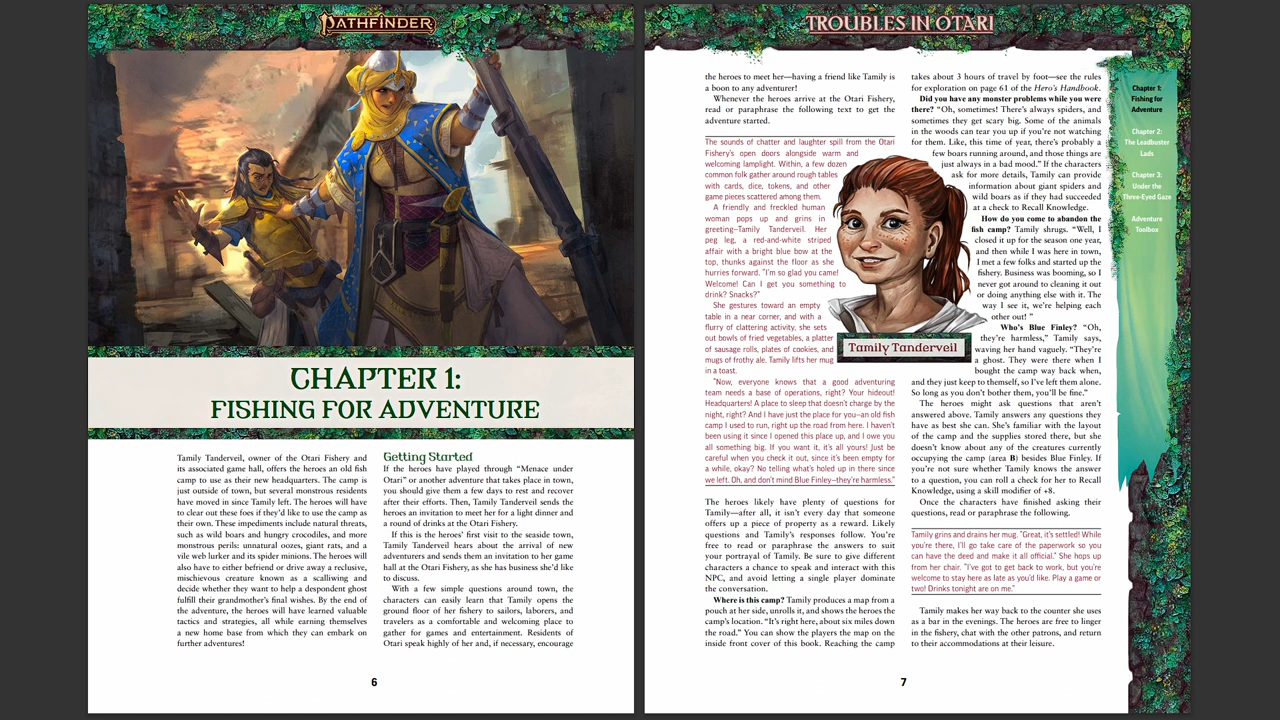 PATHFINDER
CHAPTER 1:
FISHING FOR ADVENTURE
Tamily Tanderveil, owner of the Otari Fishery and
its associated game hall, offers the heroes an old fish
camp to use as their new headquarters. The camp is
just outside of town, but several monstrous residents
have moved in since Tamily left. The heroes will have
to clear out these foes if they'd like to use the camp as
their own. These impediments include natural threats,
such as wild boars and hungry crocodiles, and more
monstrous perils: unnatural oozes, giant rats, and a
vile web lurker and its spider minions. The heroes will
also have to either befriend or drive away a reclusive,
mischievous creature known as a scalliwing and
decide whether they want to help a despondent ghost
fulfill their grandmother's final wishes. By the end of
the adventure, the heroes will have learned valuable
tactics and strategies, all while earning themselves
a new home base from which they can embark on
further adventures!
Getting Started
If the heroes have played through “Menace under
Otari” or another adventure that takes place in town,
you should give them a few days to rest and recover
after their efforts. Then, Tamily Tanderveil sends the
heroes an invitation to meet her for a light dinner and
a round of drinks at the Otari Fishery.
If this is the heroes' first visit to the seaside town,
Tamily Tanderveil hears about the arrival of new
adventurers and sends them an invitation to her game
hall at the Otari Fishery, as she has business she'd like
to discuss.
With a few simple questions around town, the
characters can easily learn that Tamily opens the
ground floor of her fishery to sailors, laborers, and
travelers as a comfortable and welcoming place to
gather for games and entertainment. Residents of
Otari speak highly of her and, if necessary, encourage
6
TROUBLES IN OTARI
the heroes to meet her—having a friend like Tamily is
a boon to any adventurer!
Whenever the heroes arrive at the Otari Fishery,
read or paraphrase the following text to get the
adventure started.
The sounds of chatter and laughter spill from the Otari
Fishery's open doors alongside warm and
welcoming lamplight. Within, a few dozen
common folk gather around rough tables
with cards, dice, tokens, and other
game pieces scattered among them.
A friendly and freckled human
woman pops up and grins in
greeting—Tamily Tanderveil. Her
peg leg, a red-and-white striped
affair with a bright blue bow at the
top, thunks against the floor as she
hurries forward. “I'm so glad you came!
Welcome! Can I get you something to
drink? Snacks?”
She gestures toward an empty
table in a near corner, and with a
flurry of clattering activity, she sets
out bowls of fried vegetables, a platter
of sausage rolls, plates of cookies, and
mugs of frothy ale. Tamily lifts her mug
in a toast.
“Now, everyone knows that a good adventuring
team needs a base of operations, right? Your hideout!
Headquarters! A place to sleep that doesn't change by the
night, right? And I have just the place for you—an old fish
camp I used to run, right up the road from here. I haven't
been using it since I opened this place up, and I owe you
all something big. If you want it, it's all yours! Just be
careful when you check it out, since it's been empty for
a while, okay? No telling what's holed up in there since
we left. Oh, and don't mind Blue Finley—they're harmless.”
The heroes likely have plenty of questions for
Tamily—after all, it isn't every day that someone
offers up a piece of property as a reward. Likely
questions and Tamily's responses follow. You're
free to read or paraphrase the answers to suit
your portrayal of Tamily. Be sure to give different
characters a chance to speak and interact with this
NPC, and avoid letting a single player dominate
the conversation.
Where is this camp? Tamily produces a map from a
pouch at her side, unrolls it, and shows the heroes the
camp's location. “It's right here, about six miles down
the road.” You can show the players the map on the
inside front cover of this book. Reaching the camp
Tamily Tanderveil
takes about 3 hours of travel by foot—see the rules
for exploration on page 61 of the Hero's Handbook.
Did you have any monster problems while you were
there? “Oh, sometimes! There's always spiders, and
sometimes they get scary big. Some of the animals
in the woods can tear you up if you're not watching
for them. Like, this time of year, there's probably a
few boars running around, and those things are
just always in a bad mood.” If the characters
ask for more details, Tamily can provide
information about giant spiders and
wild boars as if they had succeeded
at a check to Recall Knowledge.
How do you come to abandon the
fish camp? Tamily shrugs. “Well, I
closed it up for the season one year,
and then while I was here in town,
I met a few folks and started up the
fishery. Business was booming, so I
never got around to cleaning it out
or doing anything else with it. The
way I see it, we're helping each
other out! ”
Who's Blue Finley? “Oh,
they're harmless,” Tamily says,
waving her hand vaguely. “They're
a ghost. They were there when I
bought the camp way back when,
and they just keep to themself, so I've left them alone.
So long as you don't bother them, you'll be fine.”
The heroes might ask questions that aren't
answered above. Tamily answers any questions they
have as best she can. She's familiar with the layout
of the camp and the supplies stored there, but she
doesn't know about any of the creatures currently
occupying the camp (area B) besides Blue Finley. If
you're not sure whether Tamily knows the answer
to a question, you can roll a check for her to Recall
Knowledge, using a skill modifier of +8.
Once the characters have finished asking their
questions, read or paraphrase the following.
Tamily grins and drains her mug. “Great, it's settled! While
you're there, I'll go take care of the paperwork so you
can have the deed and make it all official.” She hops up
from her chair. “I've got to get back to work, but you're
welcome to stay here as late as you'd like. Play a game or
two! Drinks tonight are on me.”
Tamily makes her way back to the counter she uses
as a bar in the evenings. The heroes are free to linger
in the fishery, chat with the other patrons, and return
to their accommodations at their leisure.
7
Chapter 1:
Fishing for
Adventure
Chapter 2:
The Leadbuster
Lads
Chapter 3:
Under the
Three-Eyed Gaze
Adventure
Toolbox